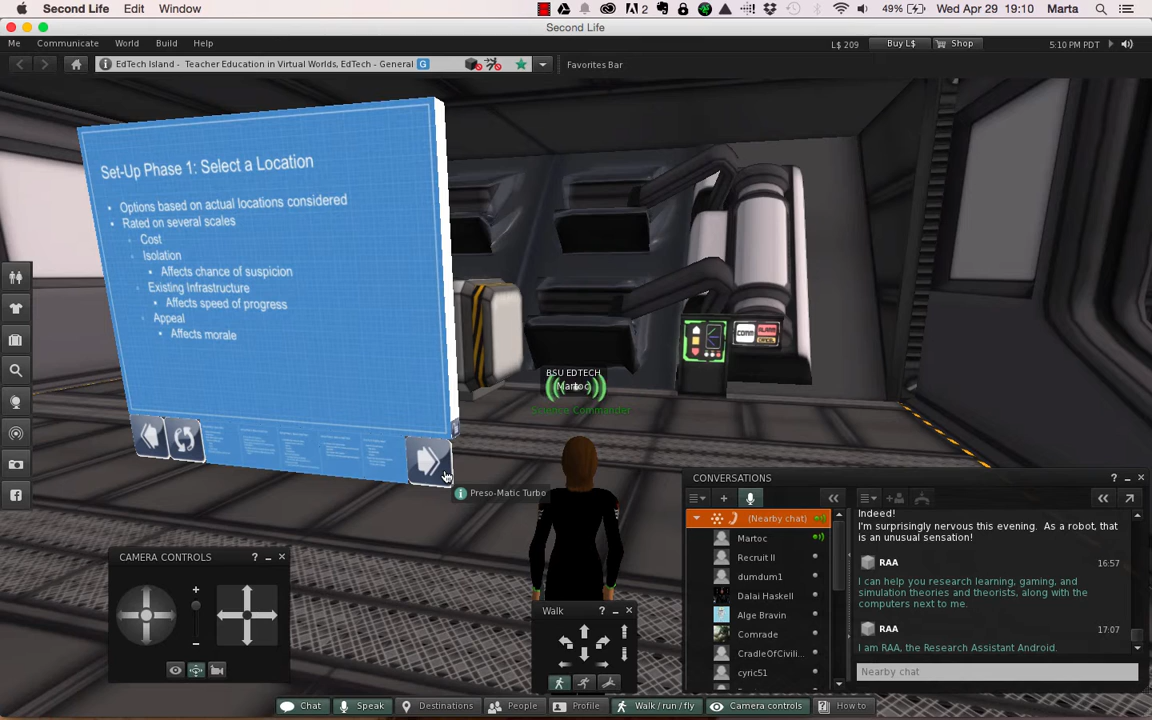 Second Life Edit Window
2 49% Wed Apr 29 19:10 Marta
Second Life
Me Communicate World Build Help
L$ 209 Buy L$ Shop 5:10 PM PDT
EdTech Island - Teacher Education in Virtual Worlds, EdTech - General G
Favorites Bar
Set-Up Phase 1: Select a Location
Options based on actual locations considered
Rated on several scales
Cost
Isolation
Affects chance of suspicion
Existing Infrastructure
Affects speed of progress
Appeal
Affects morale
COMM ALARM
CANCEL
BSU EDTECH
Martoc
Science Commander
Preso-Matic Turbo
CAMERA CONTROLS ?
Walk ?
CONVERSATIONS ?
(Nearby chat)
Martoc
Recruit II
dumdum1
Dalai Haskell
Alge Bravin
Comrade
CradleOfCivili...
cyric51
Indeed!
I'm surprisingly nervous this evening. As a robot, that
is an unusual sensation!
RAA 16:57
I can help you research learning, gaming, and
simulation theories and theorists, along with the
computers next to me.
RAA 17:07
I am RAA, the Research Assistant Android.
Nearby chat
Chat Speak Destinations People Profile Walk / run / fly Camera controls How to